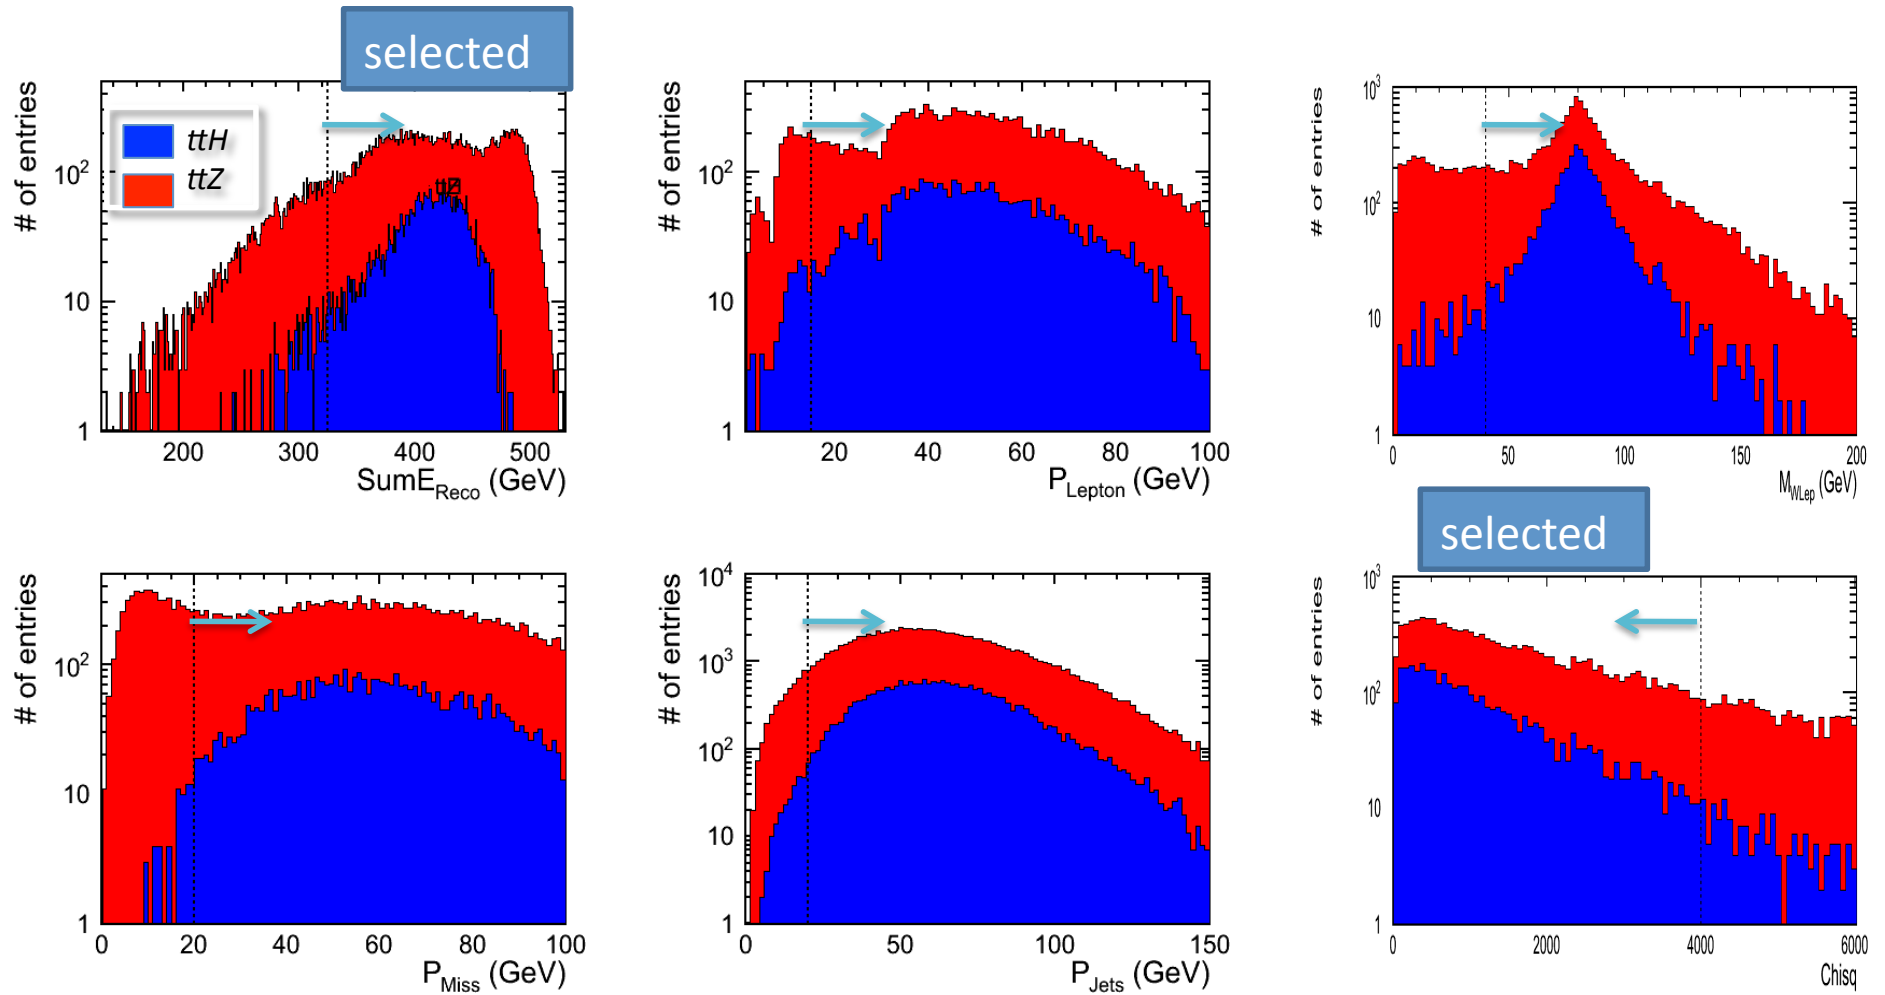 selected
# of entries
ttH
ttZ
ttZ
10²
10
1
200 300 400 500
SumE_Reco (GeV)
# of entries
10²
10
1
20 40 60 80 100
P_Lepton (GeV)
# of entries
10³
10²
10
1
0 50 100 150 200
M_WLep (GeV)
selected
# of entries
10²
10
1
0 20 40 60 80 100
P_Miss (GeV)
# of entries
10⁴
10³
10²
10
1
0 50 100 150
P_Jets (GeV)
# of entries
10³
10²
10
1
0 2000 4000 6000
Chisq